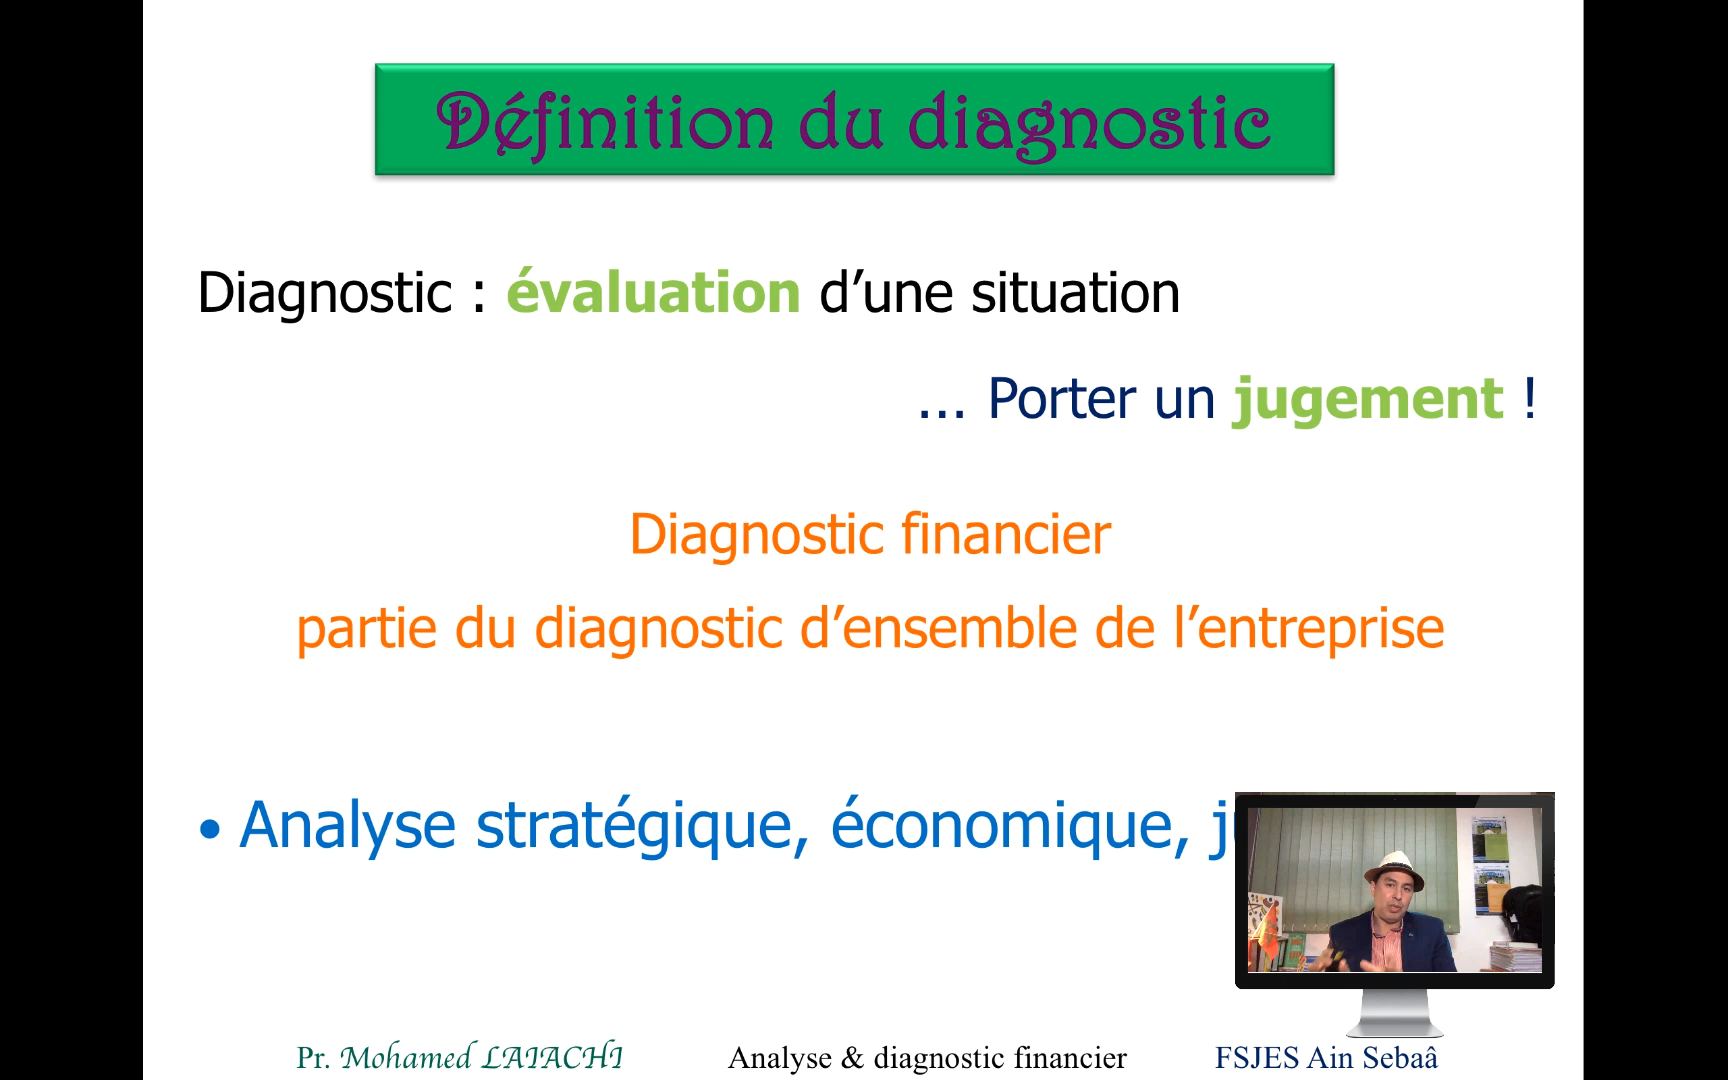 Définition du diagnostic
Diagnostic : évaluation d’une situation
... Porter un jugement !
Diagnostic financier
partie du diagnostic d’ensemble de l’entreprise
• Analyse stratégique, économique,
Pr. Mohamed LAIACHI Analyse & diagnostic financier FSJES Ain Sebaâ